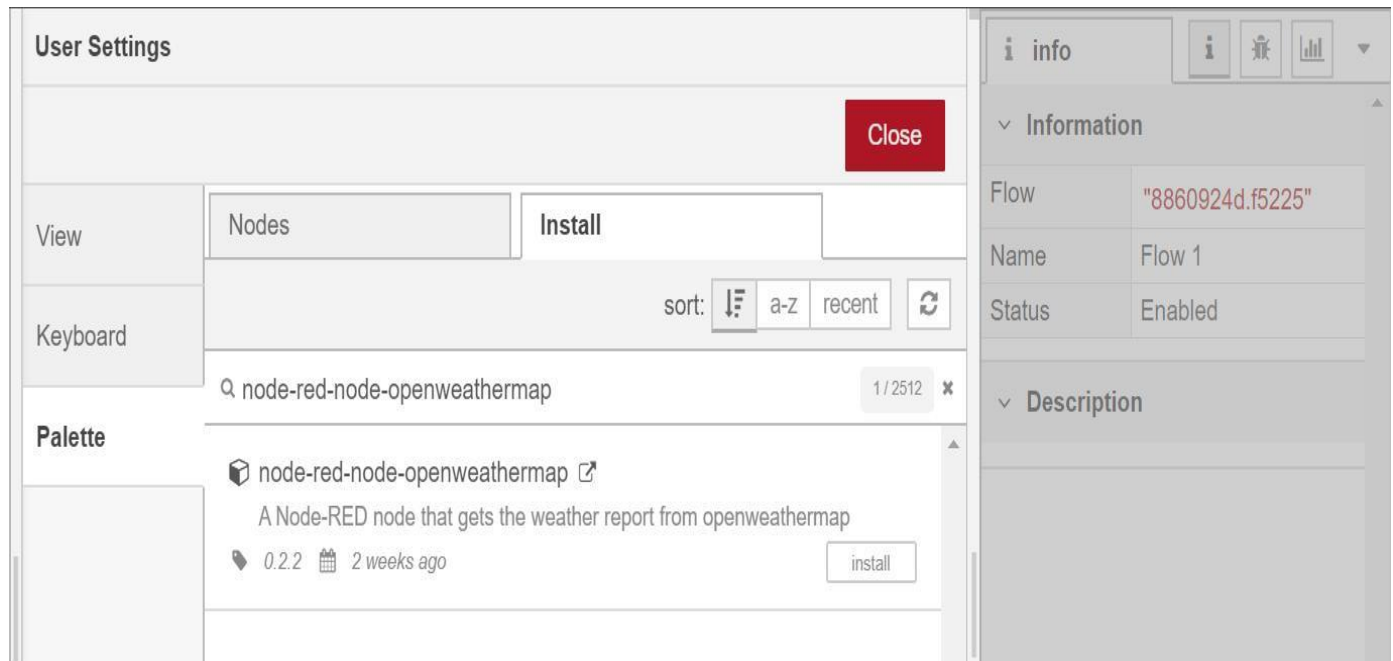 User Settings
Close
View
Keyboard
Palette
Nodes
Install
sort: a-z recent
node-red-node-openweathermap 1 / 2512
node-red-node-openweathermap
A Node-RED node that gets the weather report from openweathermap
0.2.2 2 weeks ago install
info
Information
Flow "8860924d.f5225"
Name Flow 1
Status Enabled
Description